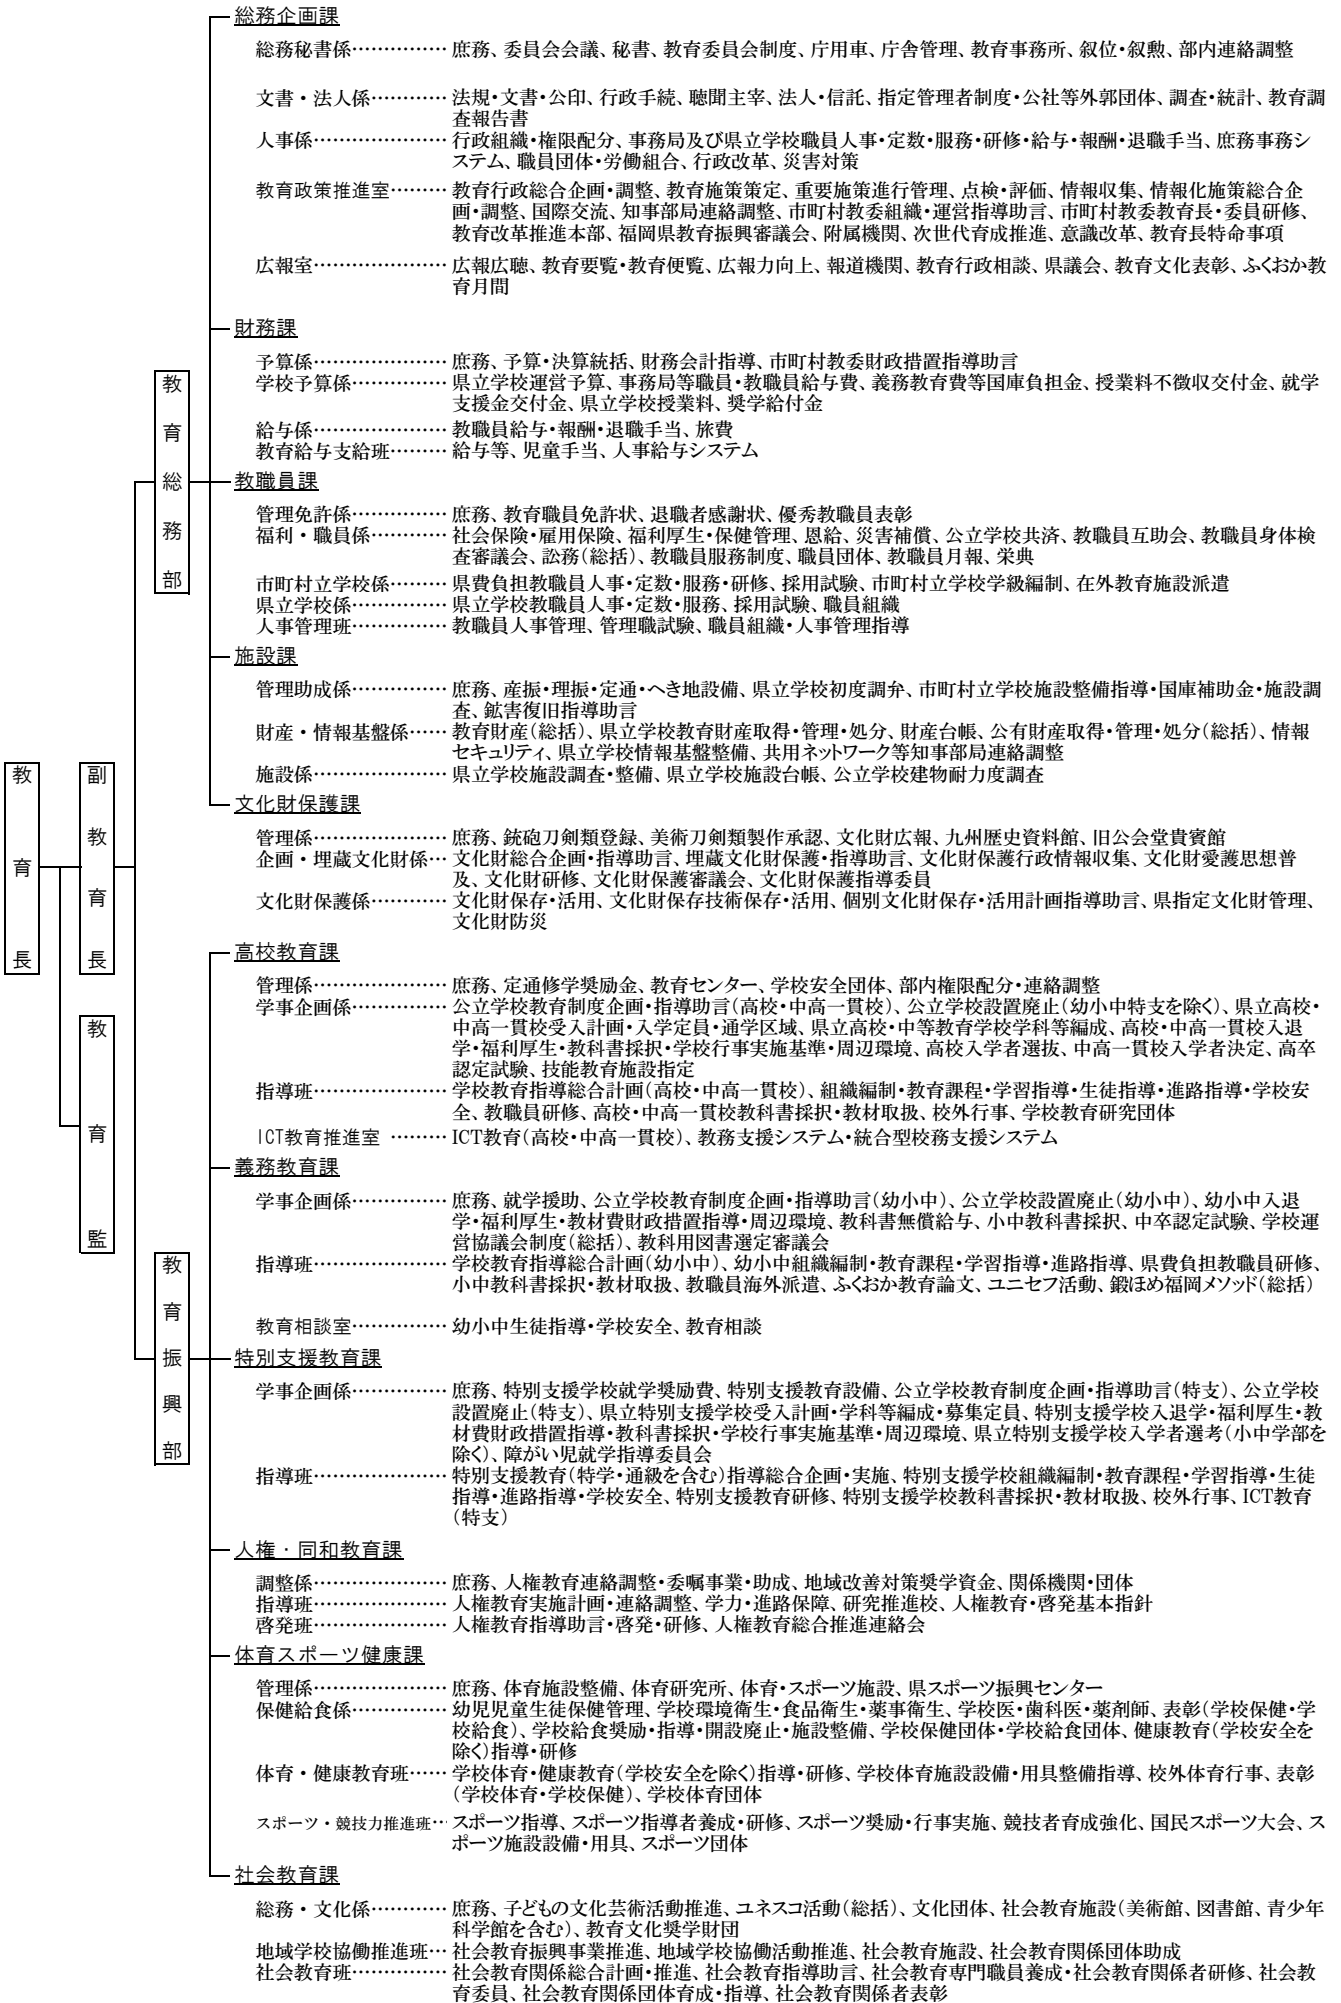 総務企画課
総務秘書係……………庶務、委員会会議、秘書、教育委員会制度、庁用車、庁舎管理、教育事務所、叙位・叙勲、部内連絡調整
文書・法人係…………法規・文書・公印、行政手続、聴聞主宰、法人・信託、指定管理者制度・公社等外郭団体、調査・統計、教育調
査報告書
人事係…………………行政組織・権限配分、事務局及び県立学校職員人事・定数・服務・研修・給与・報酬・退職手当、庶務事務シ
ステム、職員団体・労働組合、行政改革、災害対策
教育政策推進室………教育行政総合企画・調整、教育施策策定、重要施策進行管理、点検・評価、情報収集、情報化施策総合企
画・調整、国際交流、知事部局連絡調整、市町村教委組織・運営指導助言、市町村教委教育長・委員研修、
教育改革推進本部、福岡県教育振興審議会、附属機関、次世代育成推進、意識改革、教育長特命事項
広報室…………………広報広聴、教育要覧・教育便覧、広報力向上、報道機関、教育行政相談、県議会、教育文化表彰、ふくおか教
育月間
財務課
予算係…………………庶務、予算・決算統括、財務会計指導、市町村教委財政措置指導助言
学校予算係……………県立学校運営予算、事務局等職員・教職員給与費、義務教育費等国庫負担金、授業料不徴収交付金、就学
支援金交付金、県立学校授業料、奨学給付金
給与係…………………教職員給与・報酬・退職手当、旅費
教育給与支給班………給与等、児童手当、人事給与システム
教育総務部
教職員課
管理免許係……………庶務、教育職員免許状、退職者感謝状、優秀教職員表彰
福利・職員係…………社会保険・雇用保険、福利厚生・保健管理、恩給、災害補償、公立学校共済、教職員互助会、教職員身体検
査審議会、訟務(総括)、教職員服務制度、職員団体、教職員月報、栄典
市町村立学校係………県費負担教職員人事・定数・服務・研修、採用試験、市町村立学校学級編制、在外教育施設派遣
県立学校係……………県立学校教職員人事・定数・服務、採用試験、職員組織
人事管理班……………教職員人事管理、管理職試験、職員組織・人事管理指導
施設課
管理助成係……………庶務、産振・理振・定通・へき地設備、県立学校初度調弁、市町村立学校施設整備指導・国庫補助金・施設調
査、鉱害復旧指導助言
財産・情報基盤係……教育財産(総括)、県立学校教育財産取得・管理・処分、財産台帳、公有財産取得・管理・処分(総括)、情報
セキュリティ、県立学校情報基盤整備、共用ネットワーク等知事部局連絡調整
施設係…………………県立学校施設調査・整備、県立学校施設台帳、公立学校建物耐力度調査
文化財保護課
管理係…………………庶務、銃砲刀剣類登録、美術刀剣類製作承認、文化財広報、九州歴史資料館、旧公会堂貴賓館
企画・埋蔵文化財係…文化財総合企画・指導助言、埋蔵文化財保護・指導助言、文化財保護行政情報収集、文化財愛護思想普
及、文化財研修、文化財保護審議会、文化財保護指導委員
文化財保護係…………文化財保存・活用、文化財保存技術保存・活用、個別文化財保存・活用計画指導助言、県指定文化財管理、
文化財防災
教育長
副教育長
教育監
高校教育課
管理係…………………庶務、定通修学奨励金、教育センター、学校安全団体、部内権限配分・連絡調整
学事企画係……………公立学校教育制度企画・指導助言(高校・中高一貫校)、公立学校設置廃止(幼小中特支を除く)、県立高校・
中高一貫校受入計画・入学定員・通学区域、県立高校・中等教育学校学科等編成、高校・中高一貫校入退
学・福利厚生・教科書採択・学校行事実施基準・周辺環境、高校入学者選抜、中高一貫校入学者決定、高卒
認定試験、技能教育施設指定
指導班…………………学校教育指導総合計画(高校・中高一貫校)、組織編制・教育課程・学習指導・生徒指導・進路指導・学校安
全、教職員研修、高校・中高一貫校教科書採択・教材取扱、校外行事、学校教育研究団体
ICT教育推進室 ………ICT教育(高校・中高一貫校)、教務支援システム・統合型校務支援システム
義務教育課
学事企画係……………庶務、就学援助、公立学校教育制度企画・指導助言(幼小中)、公立学校設置廃止(幼小中)、幼小中入退
学・福利厚生・教材費財政措置指導・周辺環境、教科書無償給与、小中教科書採択、中卒認定試験、学校運
営協議会制度(総括)、教科用図書選定審議会
指導班…………………学校教育指導総合計画(幼小中)、幼小中組織編制・教育課程・学習指導・進路指導、県費負担教職員研修、
小中教科書採択・教材取扱、教職員海外派遣、ふくおか教育論文、ユニセフ活動、鍛ほめ福岡メソッド(総括)
教育相談室……………幼小中生徒指導・学校安全、教育相談
教育振興部
特別支援教育課
学事企画係……………庶務、特別支援学校就学奨励費、特別支援教育設備、公立学校教育制度企画・指導助言(特支)、公立学校
設置廃止(特支)、県立特別支援学校受入計画・学科等編成・募集定員、特別支援学校入退学・福利厚生・教
材費財政措置指導・教科書採択・学校行事実施基準・周辺環境、県立特別支援学校入学者選考(小中学部を
除く)、障がい児就学指導委員会
指導班…………………特別支援教育(特学・通級を含む)指導総合企画・実施、特別支援学校組織編制・教育課程・学習指導・生徒
指導・進路指導・学校安全、特別支援教育研修、特別支援学校教科書採択・教材取扱、校外行事、ICT教育
(特支)
人権・同和教育課
調整係…………………庶務、人権教育連絡調整・委嘱事業・助成、地域改善対策奨学資金、関係機関・団体
指導班…………………人権教育実施計画・連絡調整、学力・進路保障、研究推進校、人権教育・啓発基本指針
啓発班…………………人権教育指導助言・啓発・研修、人権教育総合推進連絡会
体育スポーツ健康課
管理係…………………庶務、体育施設整備、体育研究所、体育・スポーツ施設、県スポーツ振興センター
保健給食係……………幼児児童生徒保健管理、学校環境衛生・食品衛生・薬事衛生、学校医・歯科医・薬剤師、表彰(学校保健・学
校給食)、学校給食奨励・指導・開設廃止・施設整備、学校保健団体・学校給食団体、健康教育(学校安全を
除く)指導・研修
体育・健康教育班……学校体育・健康教育(学校安全を除く)指導・研修、学校体育施設設備・用具整備指導、校外体育行事、表彰
(学校体育・学校保健)、学校体育団体
スポーツ・競技力推進班…スポーツ指導、スポーツ指導者養成・研修、スポーツ奨励・行事実施、競技者育成強化、国民スポーツ大会、ス
ポーツ施設設備・用具、スポーツ団体
社会教育課
総務・文化係…………庶務、子どもの文化芸術活動推進、ユネスコ活動(総括)、文化団体、社会教育施設(美術館、図書館、青少年
科学館を含む)、教育文化奨学財団
地域学校協働推進班…社会教育振興事業推進、地域学校協働活動推進、社会教育施設、社会教育関係団体助成
社会教育班……………社会教育関係総合計画・推進、社会教育指導助言、社会教育専門職員養成・社会教育関係者研修、社会教
育委員、社会教育関係団体育成・指導、社会教育関係者表彰